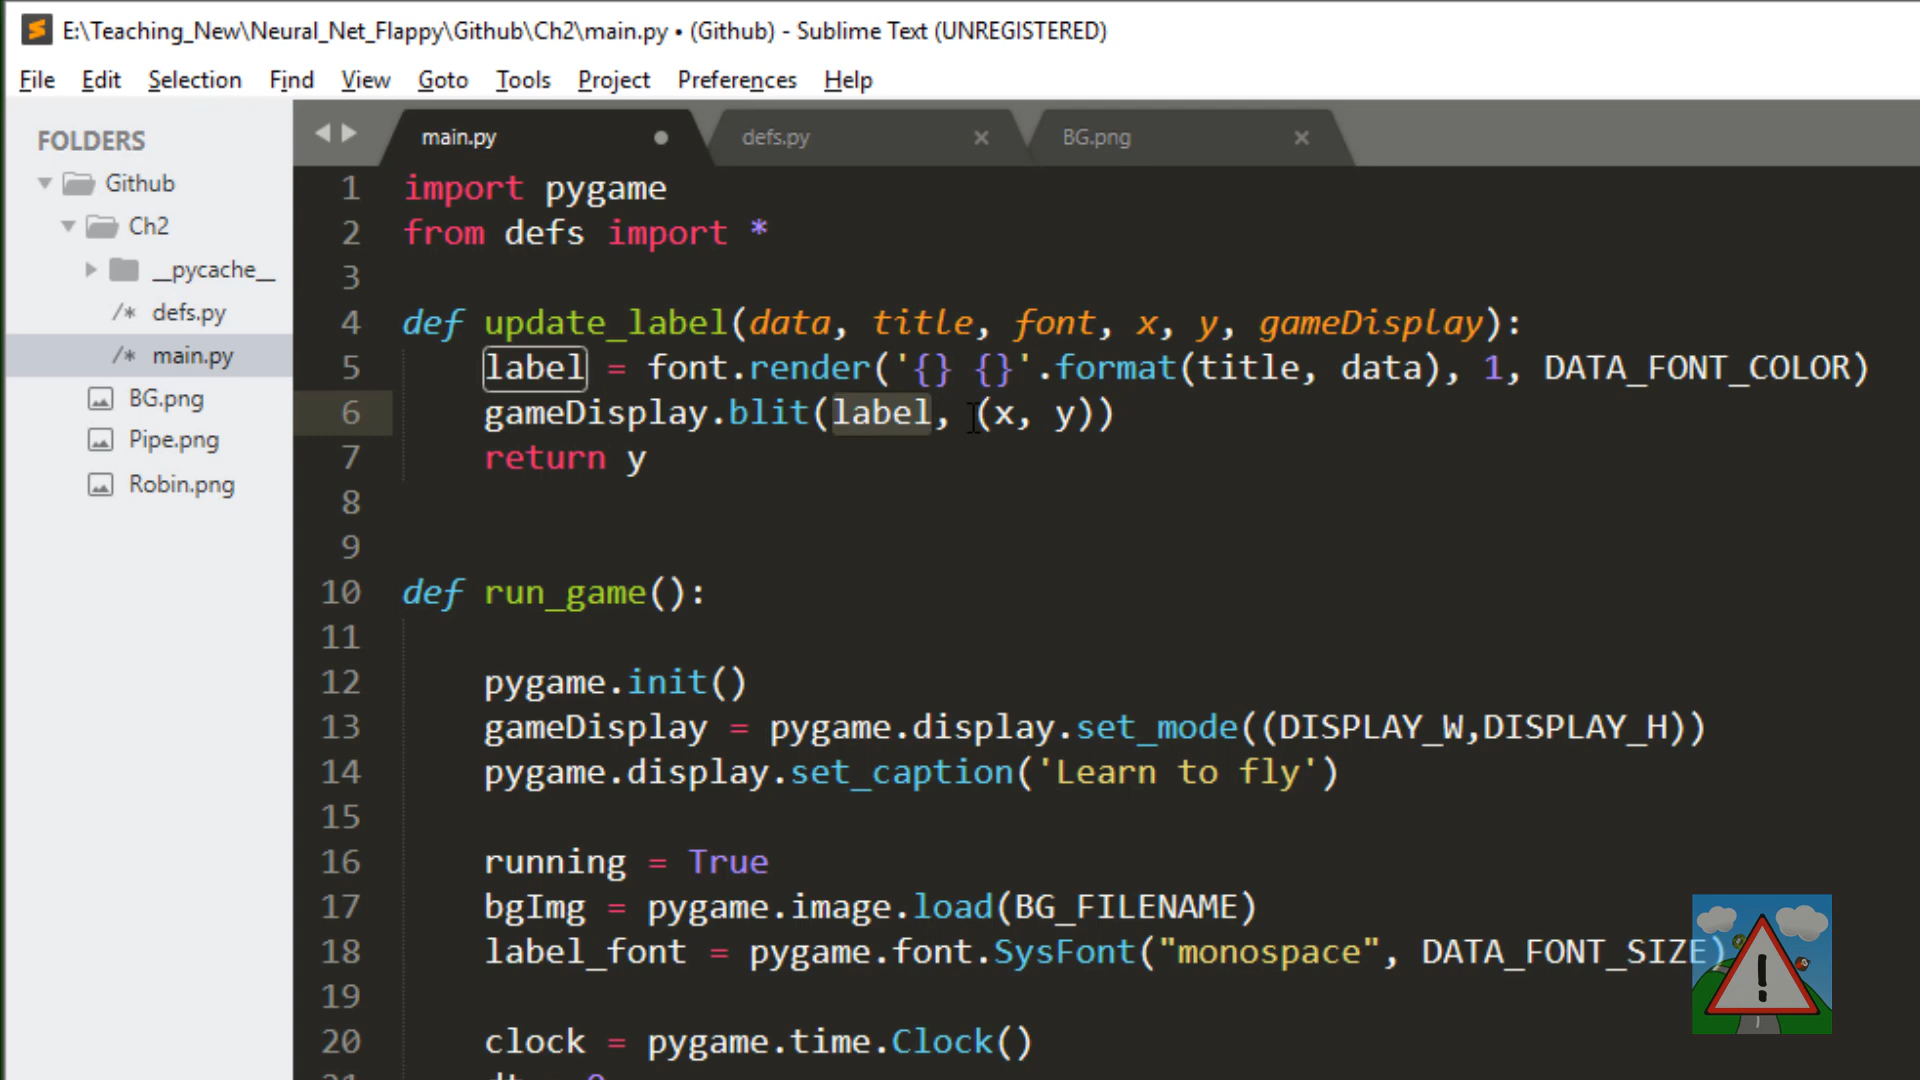 E:\Teaching_New\Neural_Net_Flappy\Github\Ch2\main.py • (Github) - Sublime Text (UNREGISTERED)
File Edit Selection Find View Goto Tools Project Preferences Help
FOLDERS
Github
Ch2
__pycache__
/* defs.py
/* main.py
BG.png
Pipe.png
Robin.png
main.py defs.py BG.png
1 import pygame
2 from defs import *
3
4 def update_label(data, title, font, x, y, gameDisplay):
5 label = font.render('{} {}'.format(title, data), 1, DATA_FONT_COLOR)
6 gameDisplay.blit(label, (x, y))
7 return y
8
9
10 def run_game():
11
12 pygame.init()
13 gameDisplay = pygame.display.set_mode((DISPLAY_W,DISPLAY_H))
14 pygame.display.set_caption('Learn to fly')
15
16 running = True
17 bgImg = pygame.image.load(BG_FILENAME)
18 label_font = pygame.font.SysFont("monospace", DATA_FONT_SIZE)
19
20 clock = pygame.time.Clock()